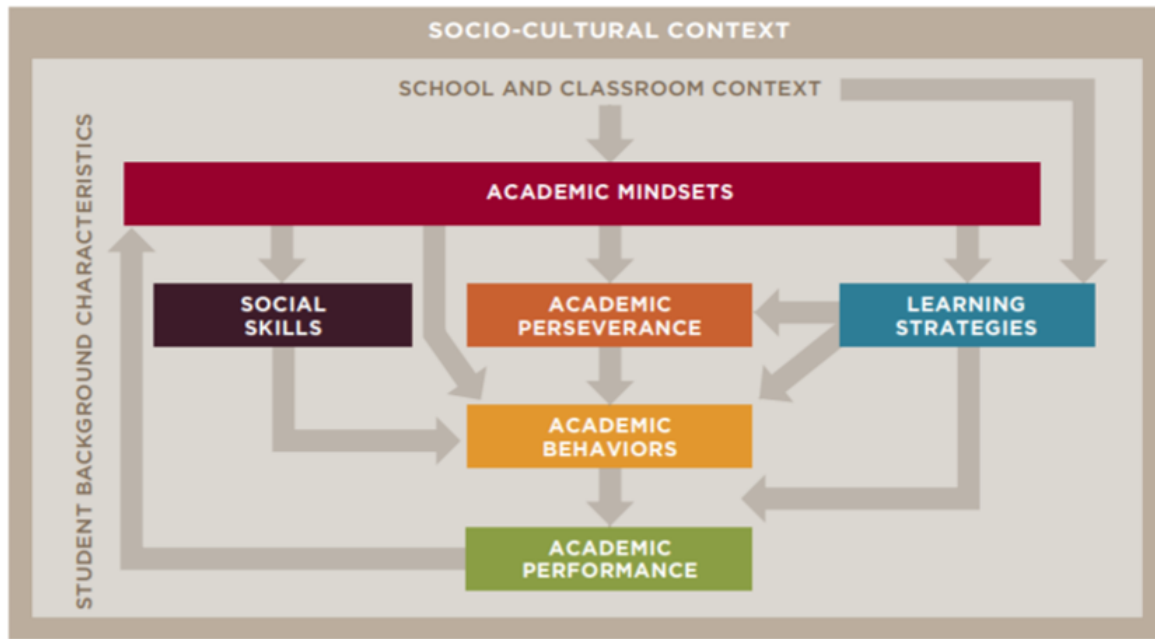 SOCIO-CULTURAL CONTEXT
SCHOOL AND CLASSROOM CONTEXT
STUDENT BACKGROUND CHARACTERISTICS
ACADEMIC MINDSETS
SOCIAL
SKILLS
ACADEMIC
PERSEVERANCE
LEARNING
STRATEGIES
ACADEMIC
BEHAVIORS
ACADEMIC
PERFORMANCE